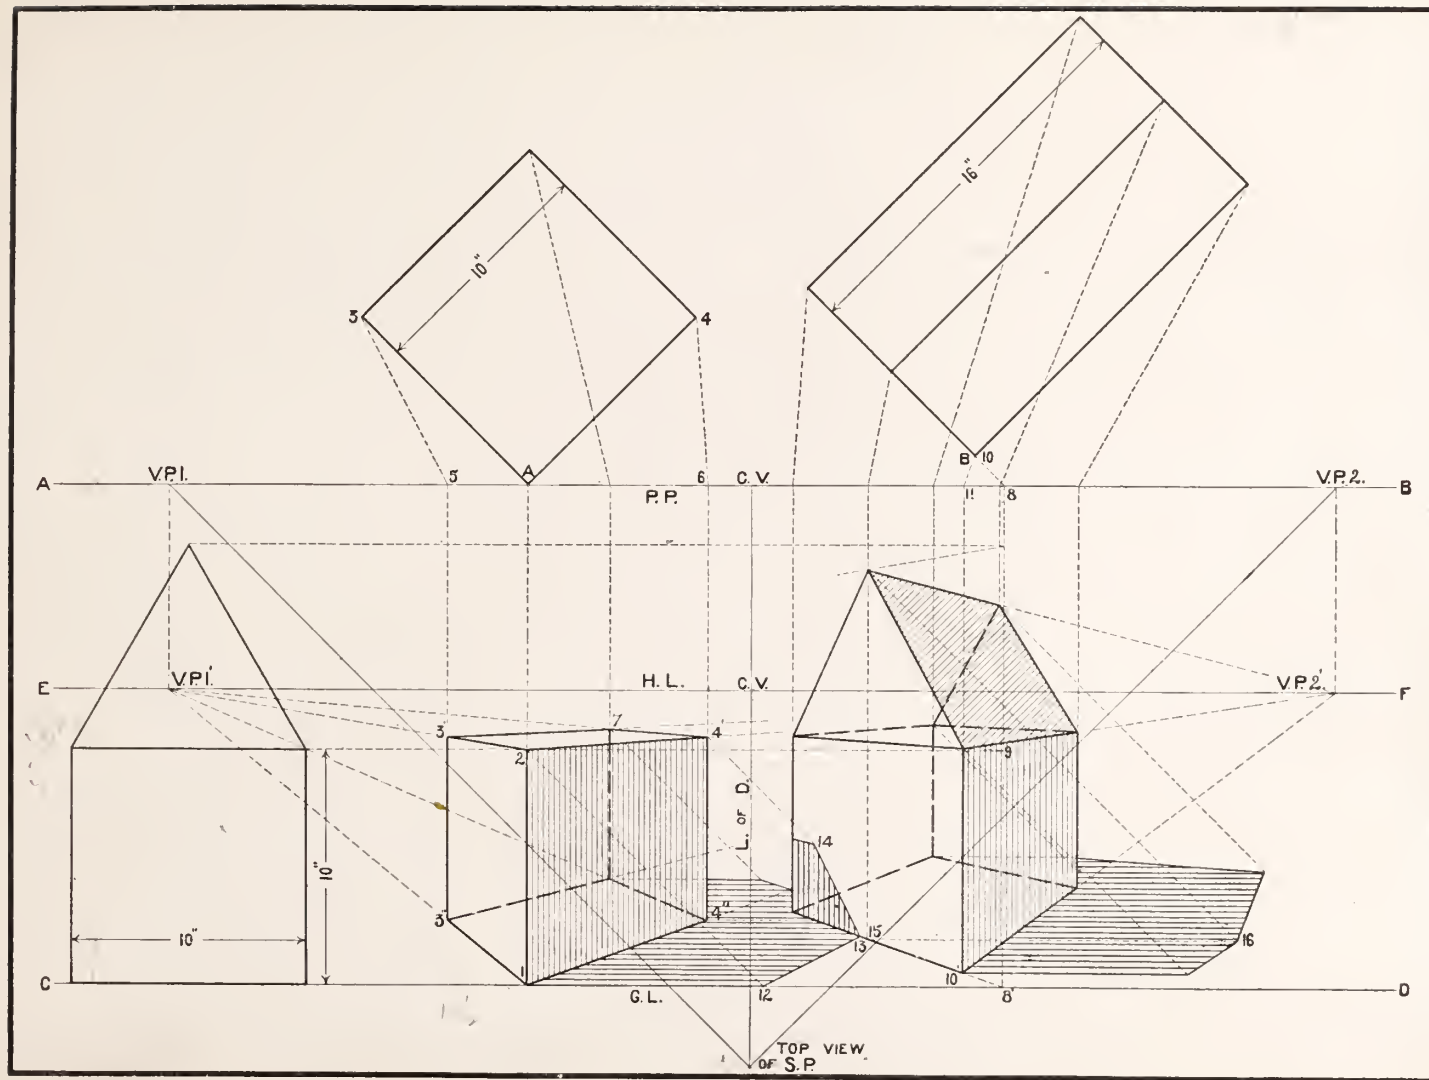 16"
10"
3
4
B 10
A V.P.1. 5 A 6 C.V. 11 8 V.P.2. B
P.P.
E V.P.1'. H.L. C.V. V.P.2'. F
3' 7 4'
2 9
L. OF D.
10"
14
3" 4"
10" 15 13 16
1 10'
C G.L. 12 8' D
TOP VIEW
OF S.P.